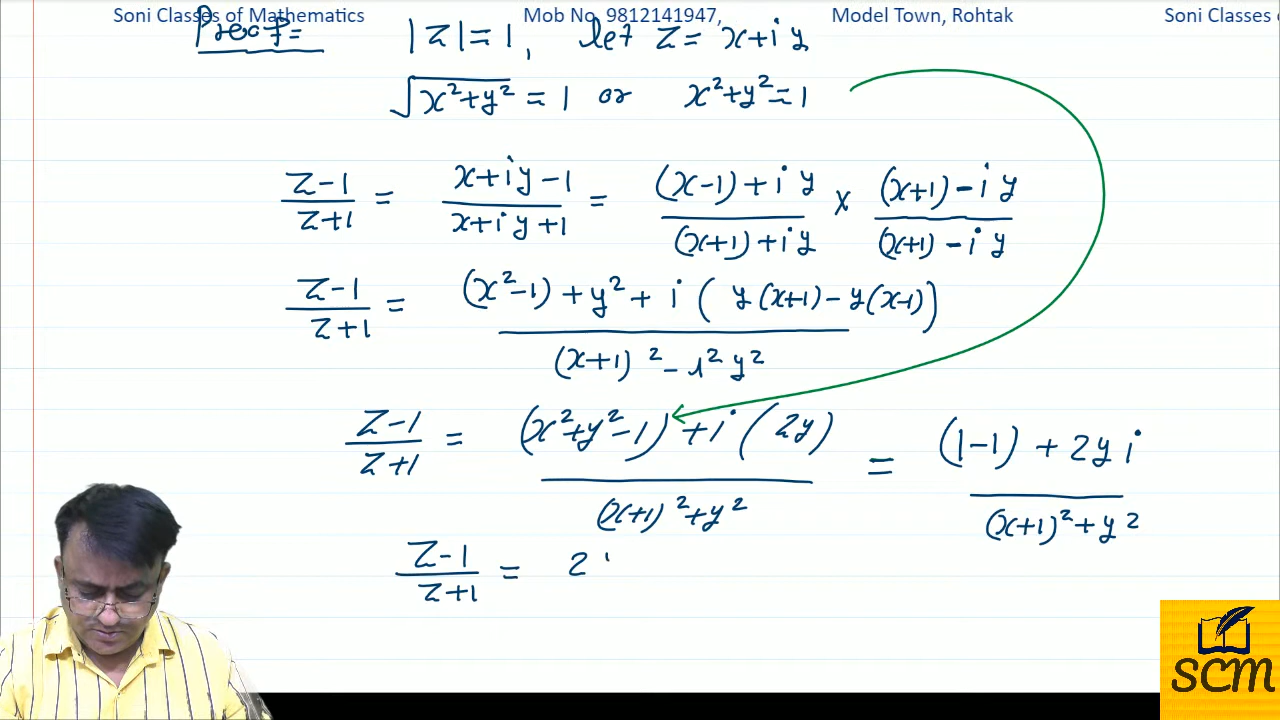 Soni Classes of Mathematics Mob No. 9812141947, Model Town, Rohtak Soni Classes
Proof= |Z|=1, let Z= x+iy
√(x²+y²) = 1 or x²+y²=1
(Z-1)/(Z+1) = (x+iy-1)/(x+iy+1) = ((x-1)+iy)/((x+1)+iy) × ((x+1)-iy)/((x+1)-iy)
(Z-1)/(Z+1) = ((x²-1)+y²+i(y(x+1)-y(x-1)))/((x+1)²-i²y²)
(Z-1)/(Z+1) = ((x²+y²-1)+i(2y))/((x+1)²+y²) = ((1-1)+2yi)/((x+1)²+y²)
(Z-1)/(Z+1) = 2
SCM